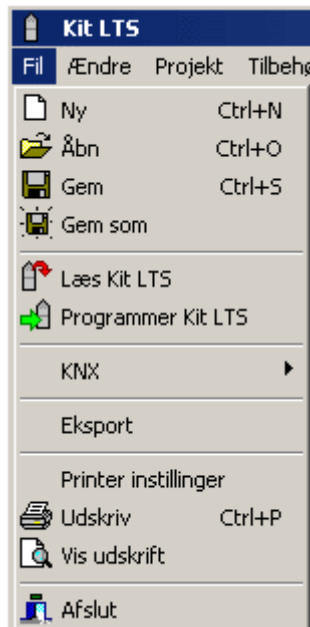 Kit LTS
Fil Ændre Projekt
Ny Ctrl+N
Åbn Ctrl+O
Gem Ctrl+S
Gem som
Læs Kit LTS
Programmer Kit LTS
KNX
Eksport
Printer instillinger
Udskriv Ctrl+P
Vis udskrift
Afslut